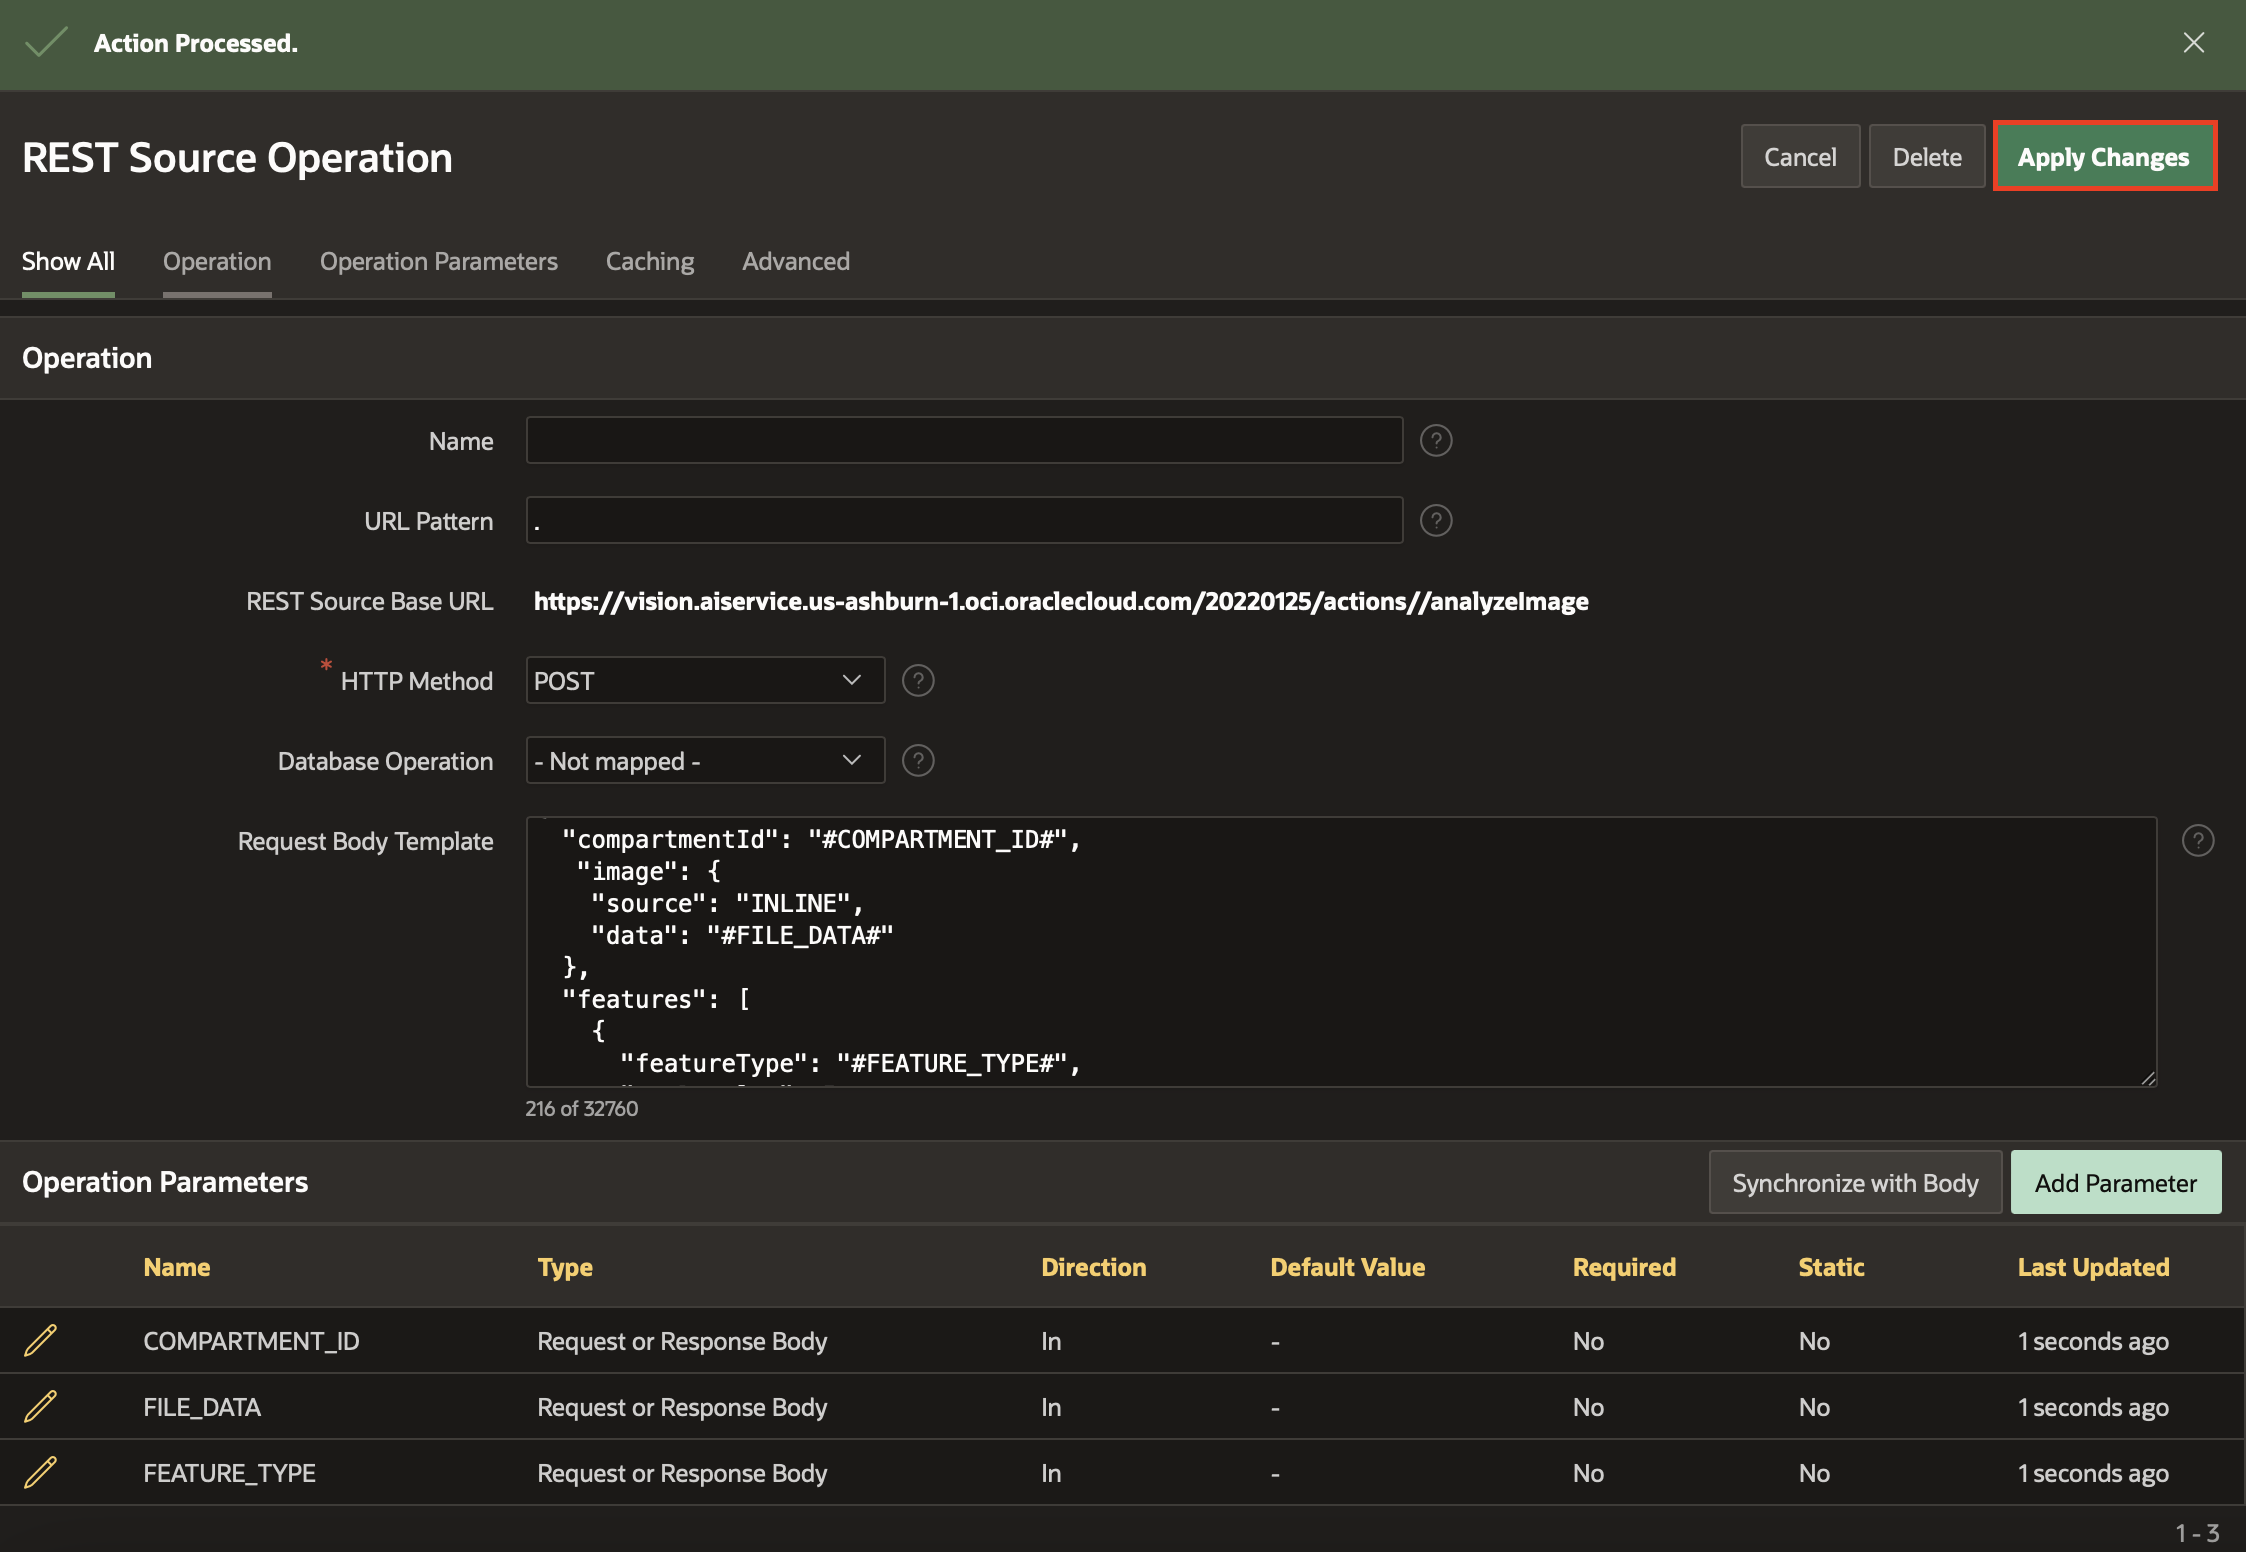 Action Processed.
REST Source Operation
Cancel
Delete
Apply Changes
Show All
Operation
Operation Parameters
Caching
Advanced
Operation
Name
?
URL Pattern
.
?
REST Source Base URL
https://vision.aiservice.us-ashburn-1.oci.oraclecloud.com/20220125/actions//analyzeImage
* HTTP Method
POST
?
Database Operation
- Not mapped -
?
Request Body Template
"compartmentId": "#COMPARTMENT_ID#",
"image": {
"source": "INLINE",
"data": "#FILE_DATA#"
},
"features": [
{
"featureType": "#FEATURE_TYPE#",
?
216 of 32760
Operation Parameters
Synchronize with Body
Add Parameter
Name Type Direction Default Value Required Static Last Updated
COMPARTMENT_ID Request or Response Body In - No No 1 seconds ago
FILE_DATA Request or Response Body In - No No 1 seconds ago
FEATURE_TYPE Request or Response Body In - No No 1 seconds ago
1 - 3